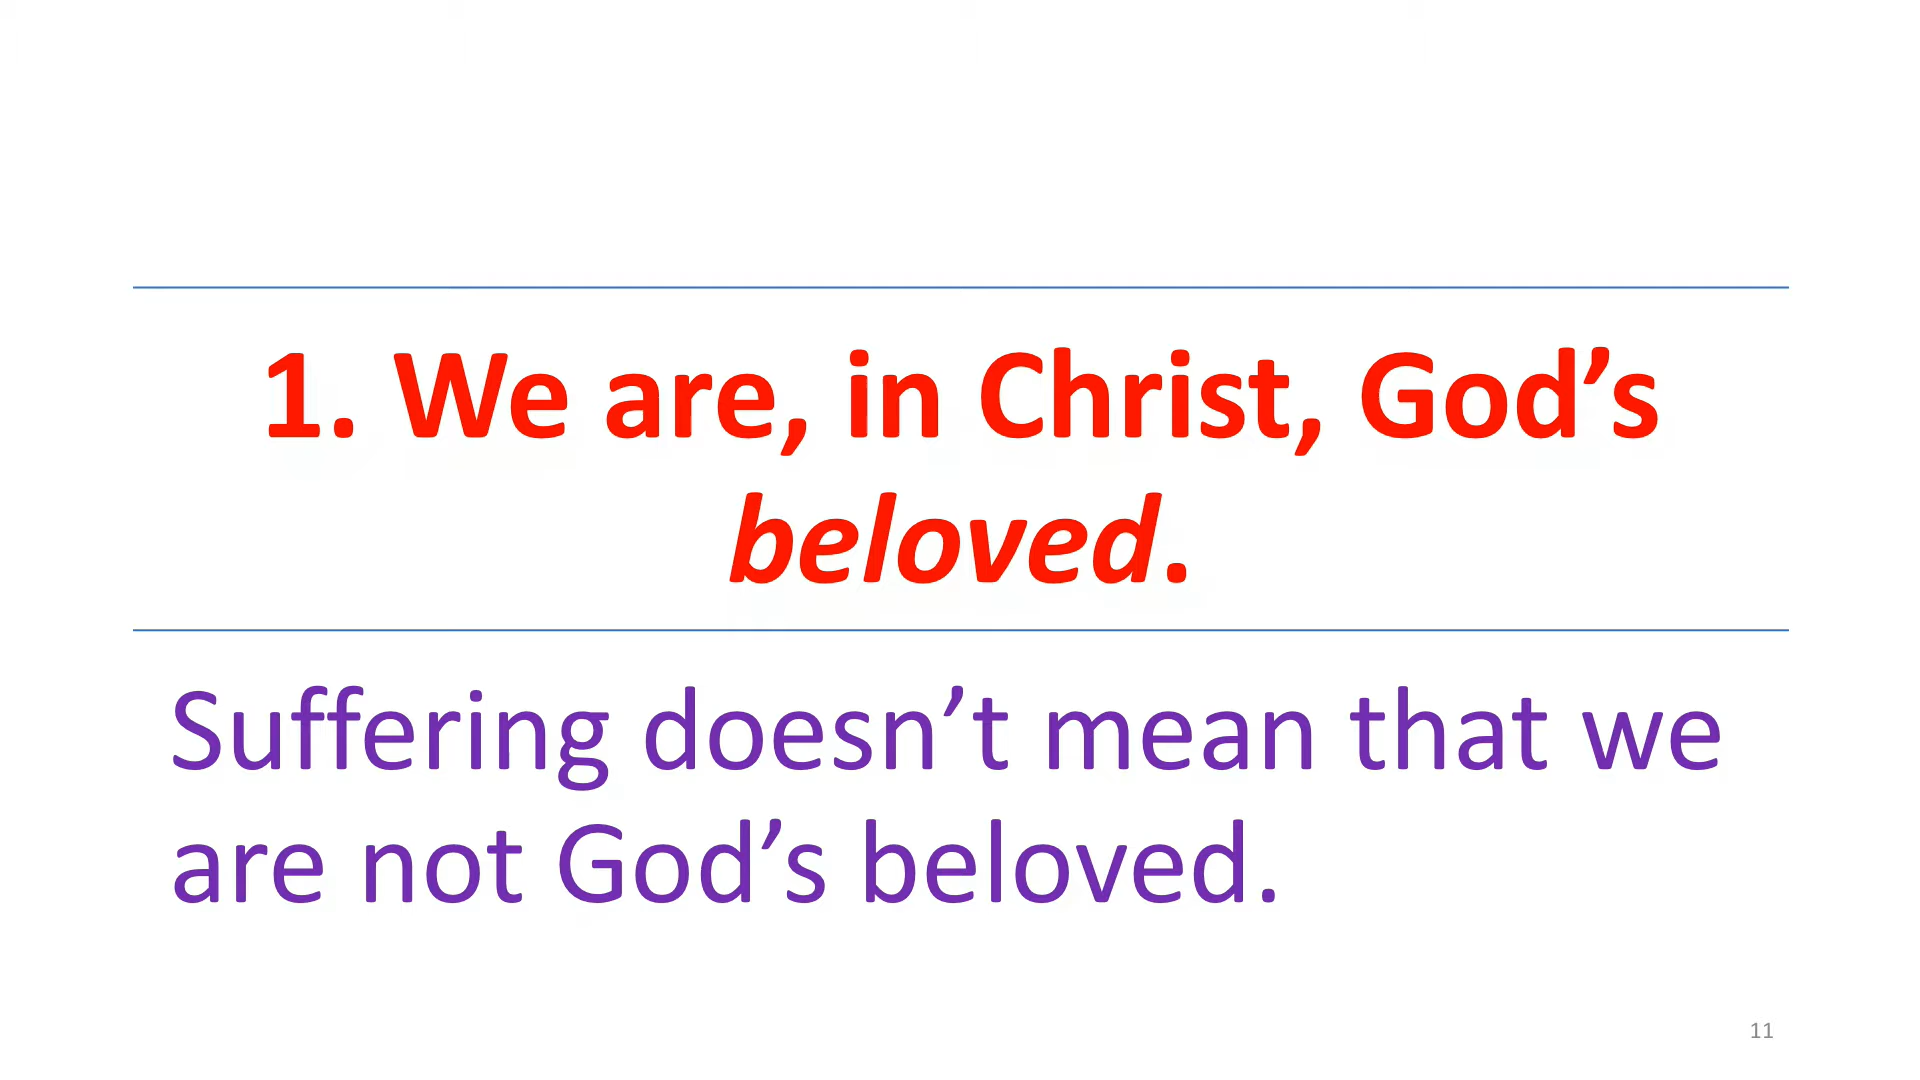 1. We are, in Christ, God’s
beloved.
Suffering doesn’t mean that we
are not God’s beloved.
11